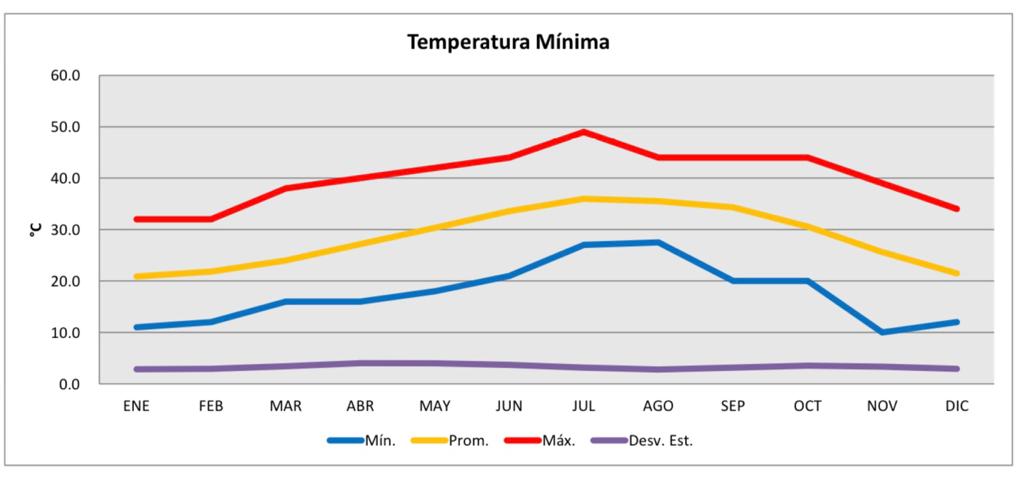 Temperatura Mínima
60.0
50.0
40.0
30.0
20.0
10.0
0.0
°C
ENE FEB MAR ABR MAY JUN JUL AGO SEP OCT NOV DIC
Mín. Prom. Máx. Desv. Est.